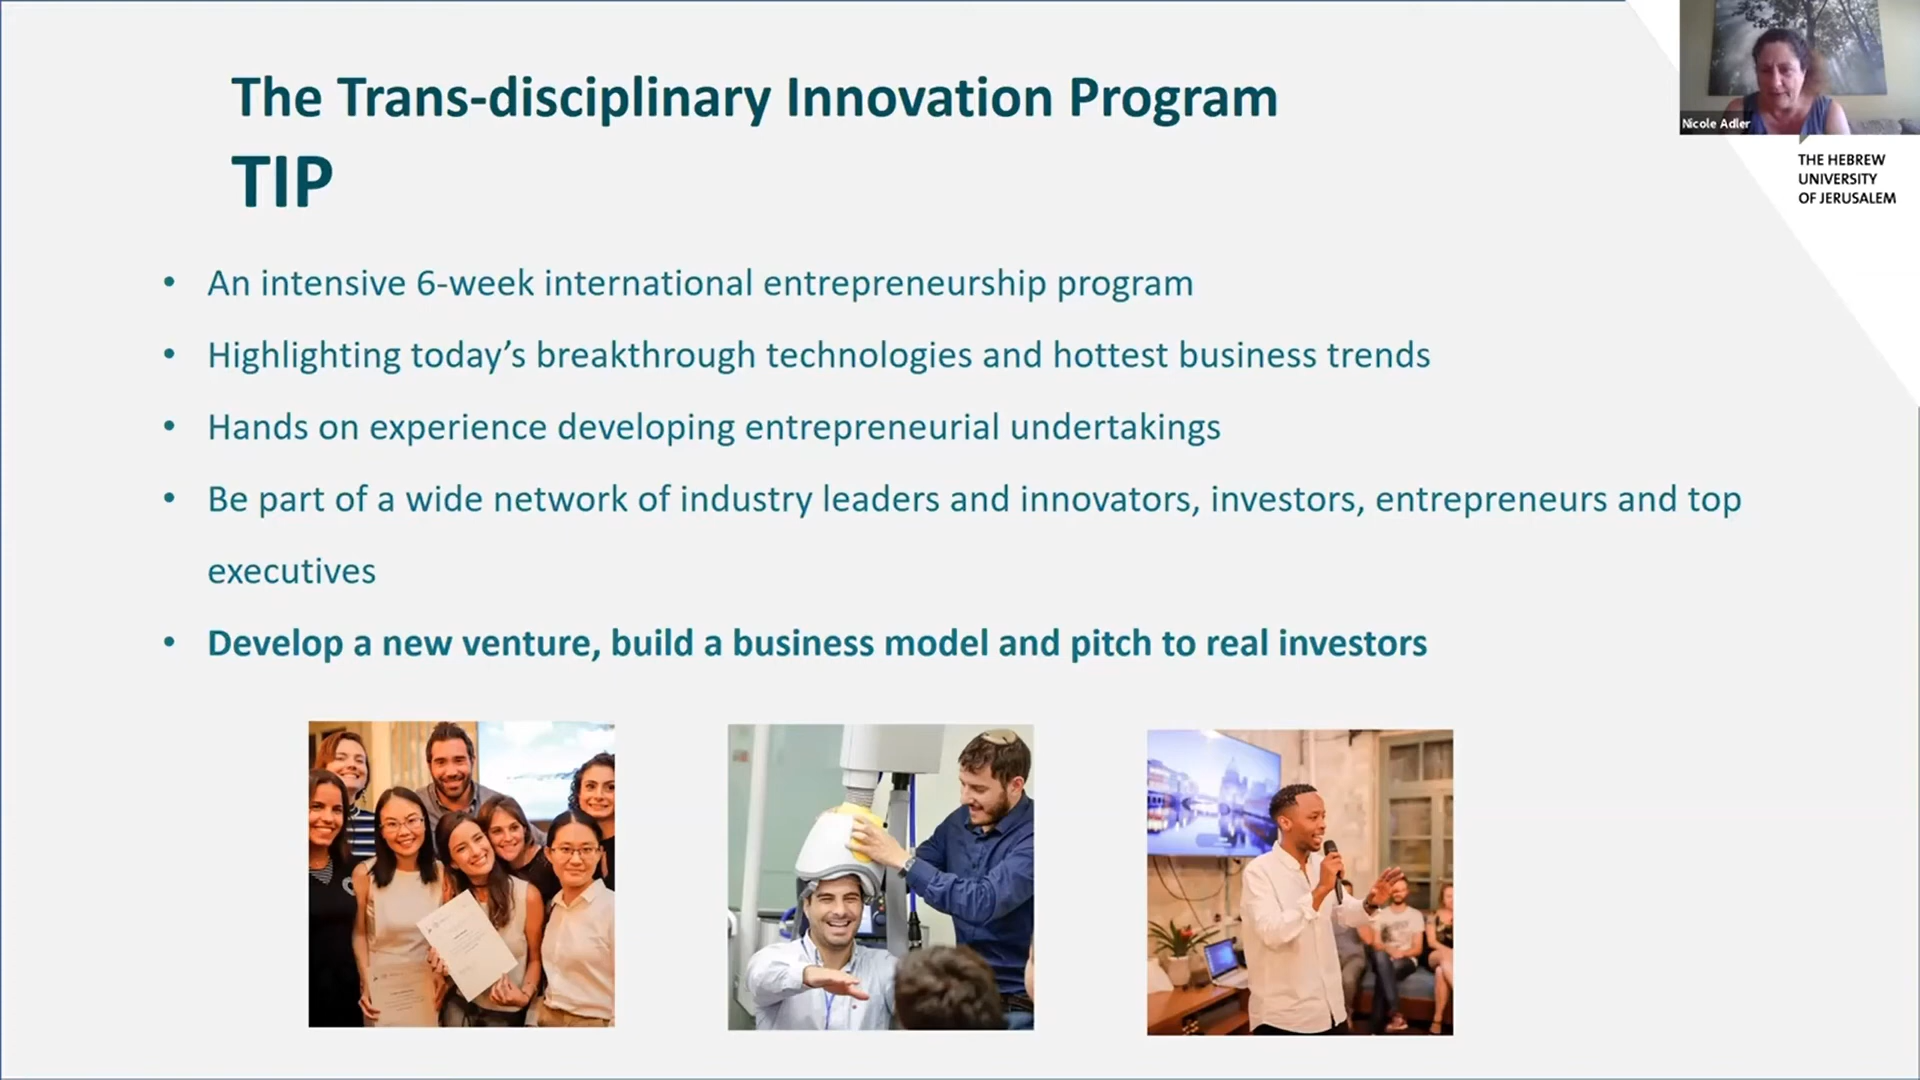 The Trans-disciplinary Innovation Program
TIP
Nicole Adler
THE HEBREW
UNIVERSITY
OF JERUSALEM
• An intensive 6-week international entrepreneurship program
• Highlighting today’s breakthrough technologies and hottest business trends
• Hands on experience developing entrepreneurial undertakings
• Be part of a wide network of industry leaders and innovators, investors, entrepreneurs and top
executives
• Develop a new venture, build a business model and pitch to real investors